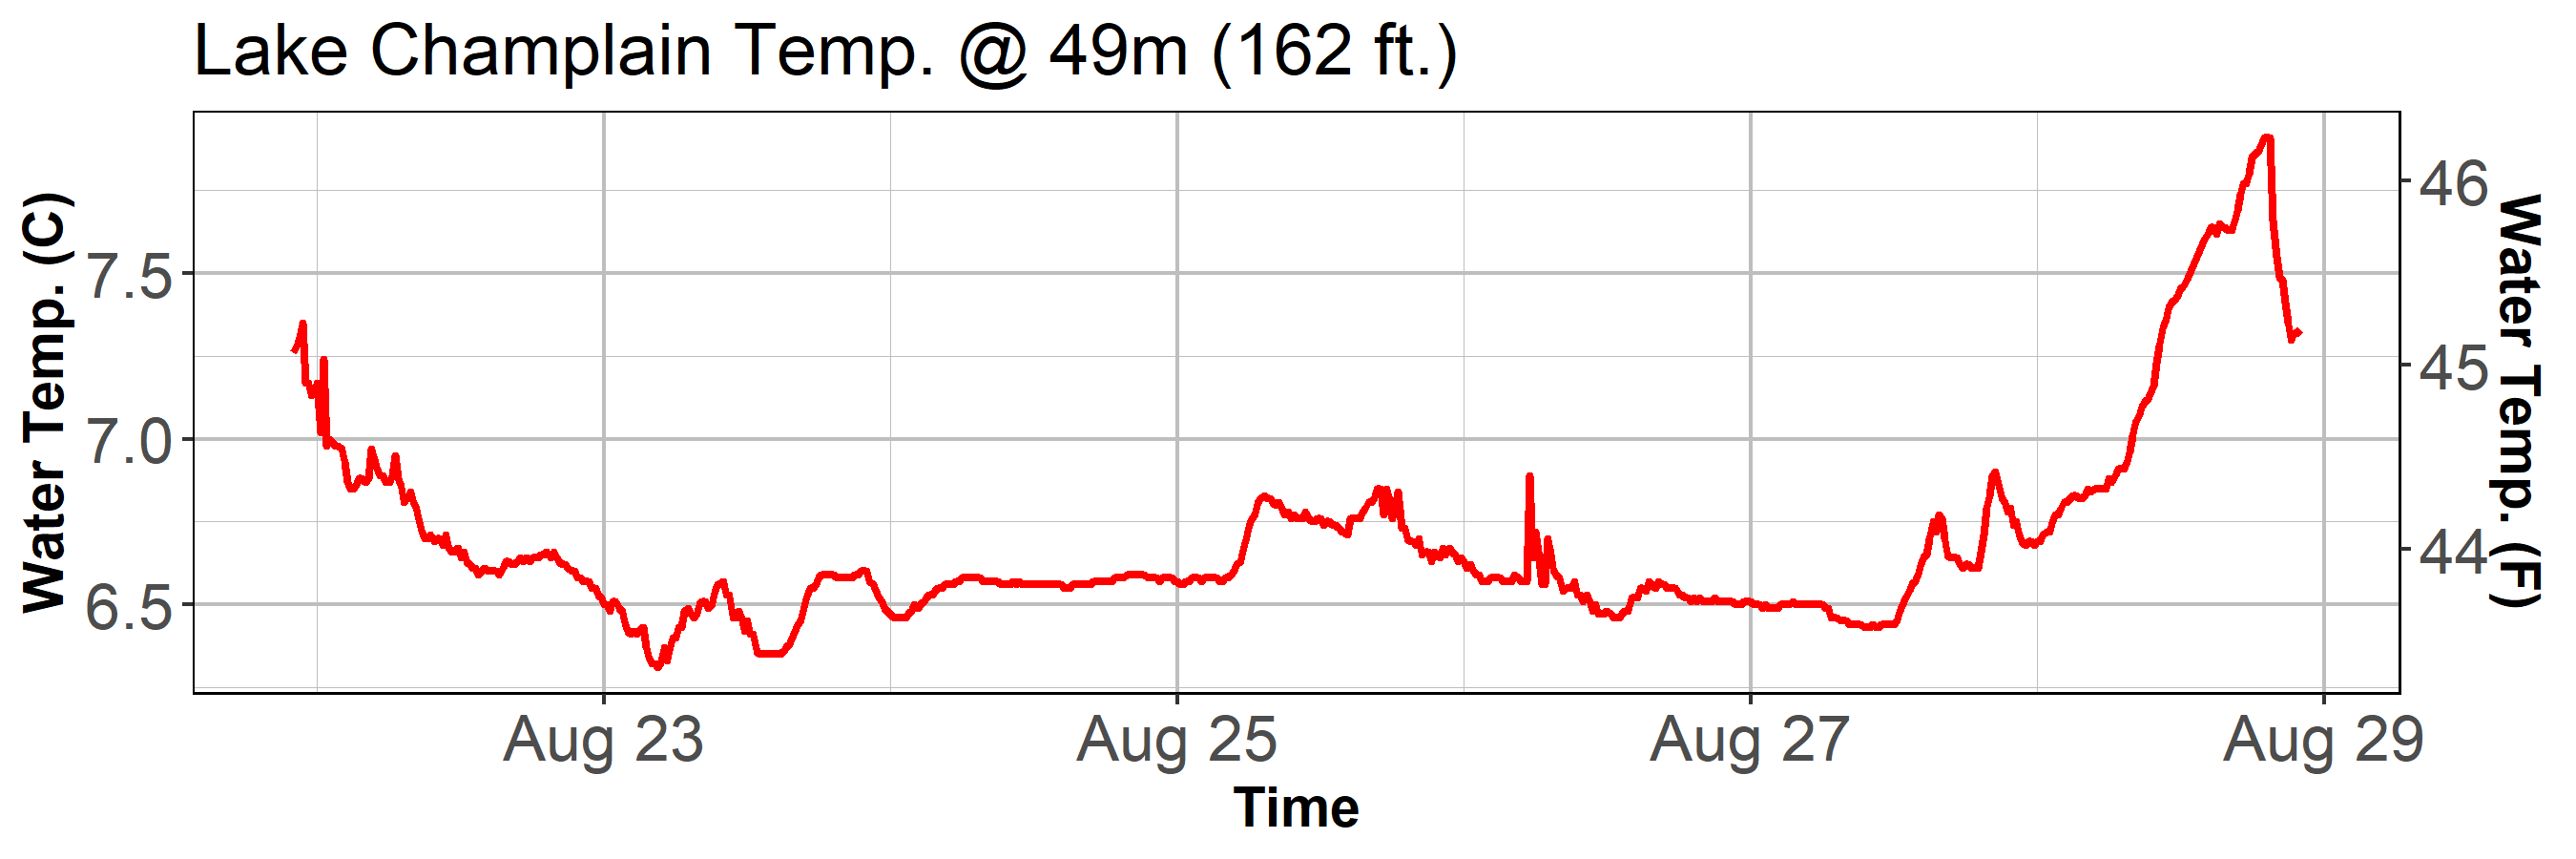 Lake Champlain Temp. @ 49m (162 ft.)
Water Temp. (C)
7.5
7.0
6.5
46
45
44
Water Temp. (F)
Aug 23
Aug 25
Aug 27
Aug 29
Time